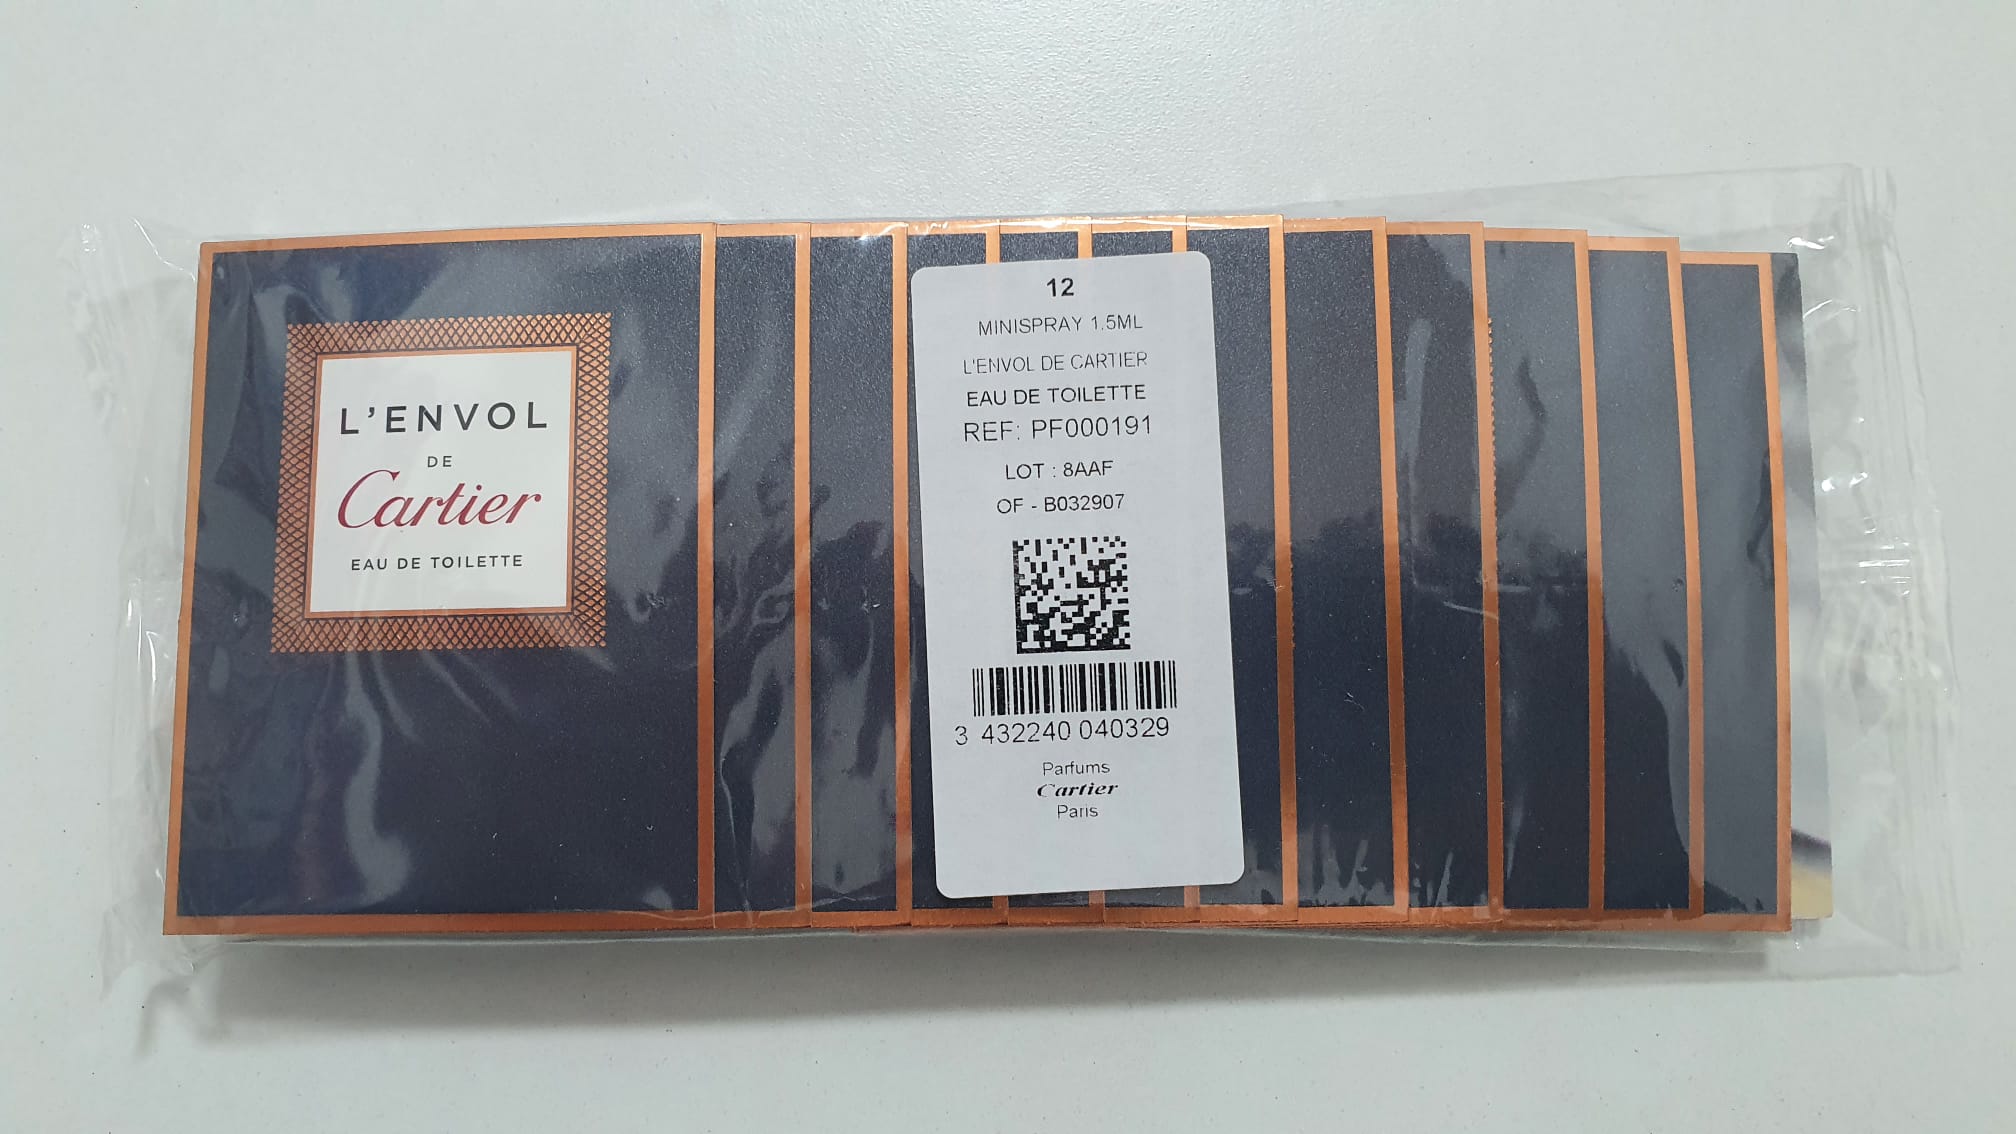 L'ENVOL
DE
Cartier
EAU DE TOILETTE
12
MINISPRAY 1.5ML
L'ENVOL DE CARTIER
EAU DE TOILETTE
REF: PF000191
LOT : 8AAF
OF - B032907
3 432240 040329
Parfums
Cartier
Paris